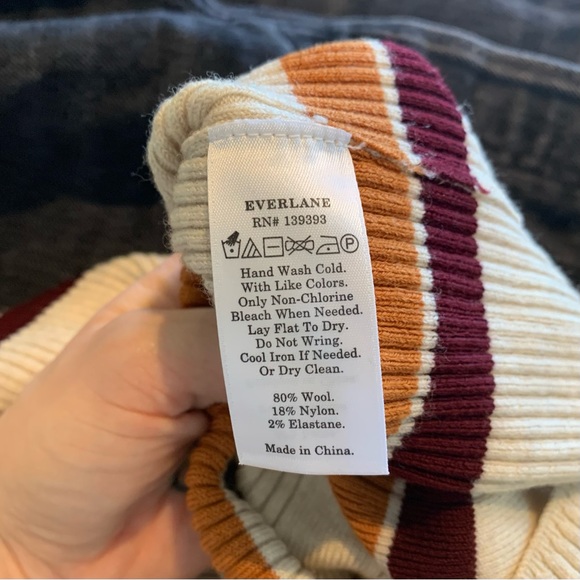 EVERLANE
RN# 139393
P
Hand Wash Cold.
With Like Colors.
Only Non-Chlorine
Bleach When Needed.
Lay Flat To Dry.
Do Not Wring.
Cool Iron If Needed.
Or Dry Clean.
80% Wool.
18% Nylon.
2% Elastane.
Made in China.